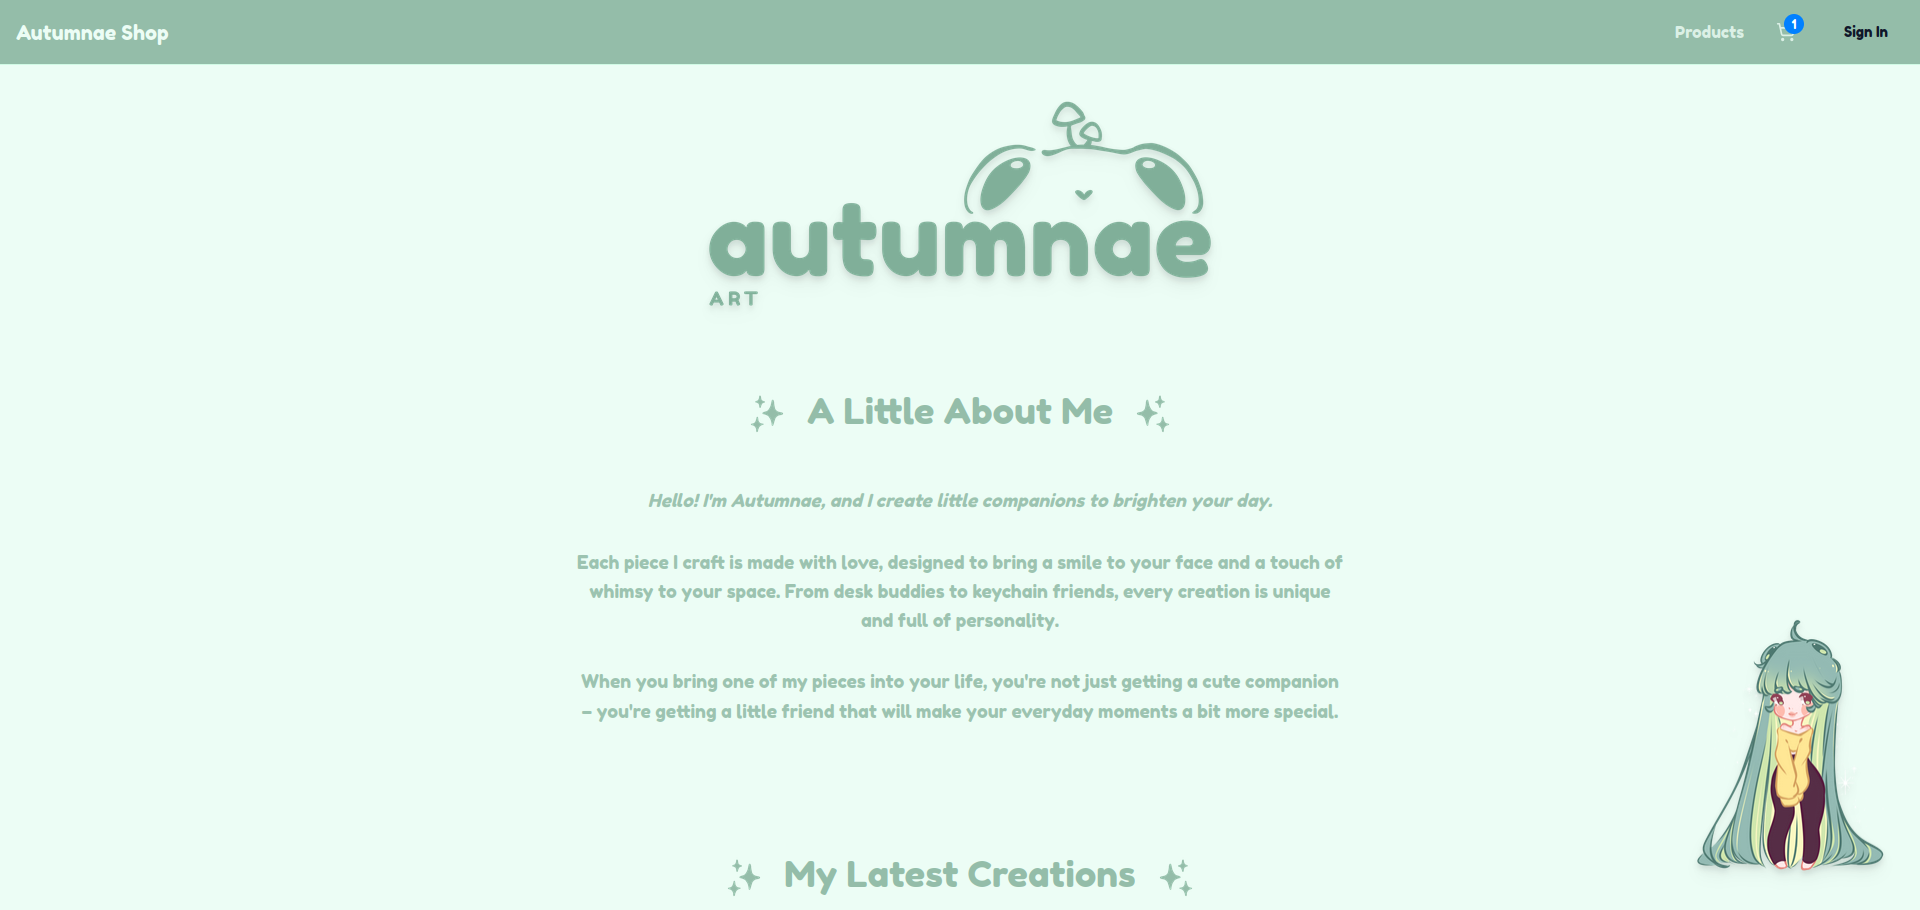 Autumnae Shop
Products
1
Sign In
autumnae
ART
A Little About Me
Hello! I'm Autumnae, and I create little companions to brighten your day.
Each piece I craft is made with love, designed to bring a smile to your face and a touch of
whimsy to your space. From desk buddies to keychain friends, every creation is unique
and full of personality.
When you bring one of my pieces into your life, you're not just getting a cute companion
– you're getting a little friend that will make your everyday moments a bit more special.
My Latest Creations